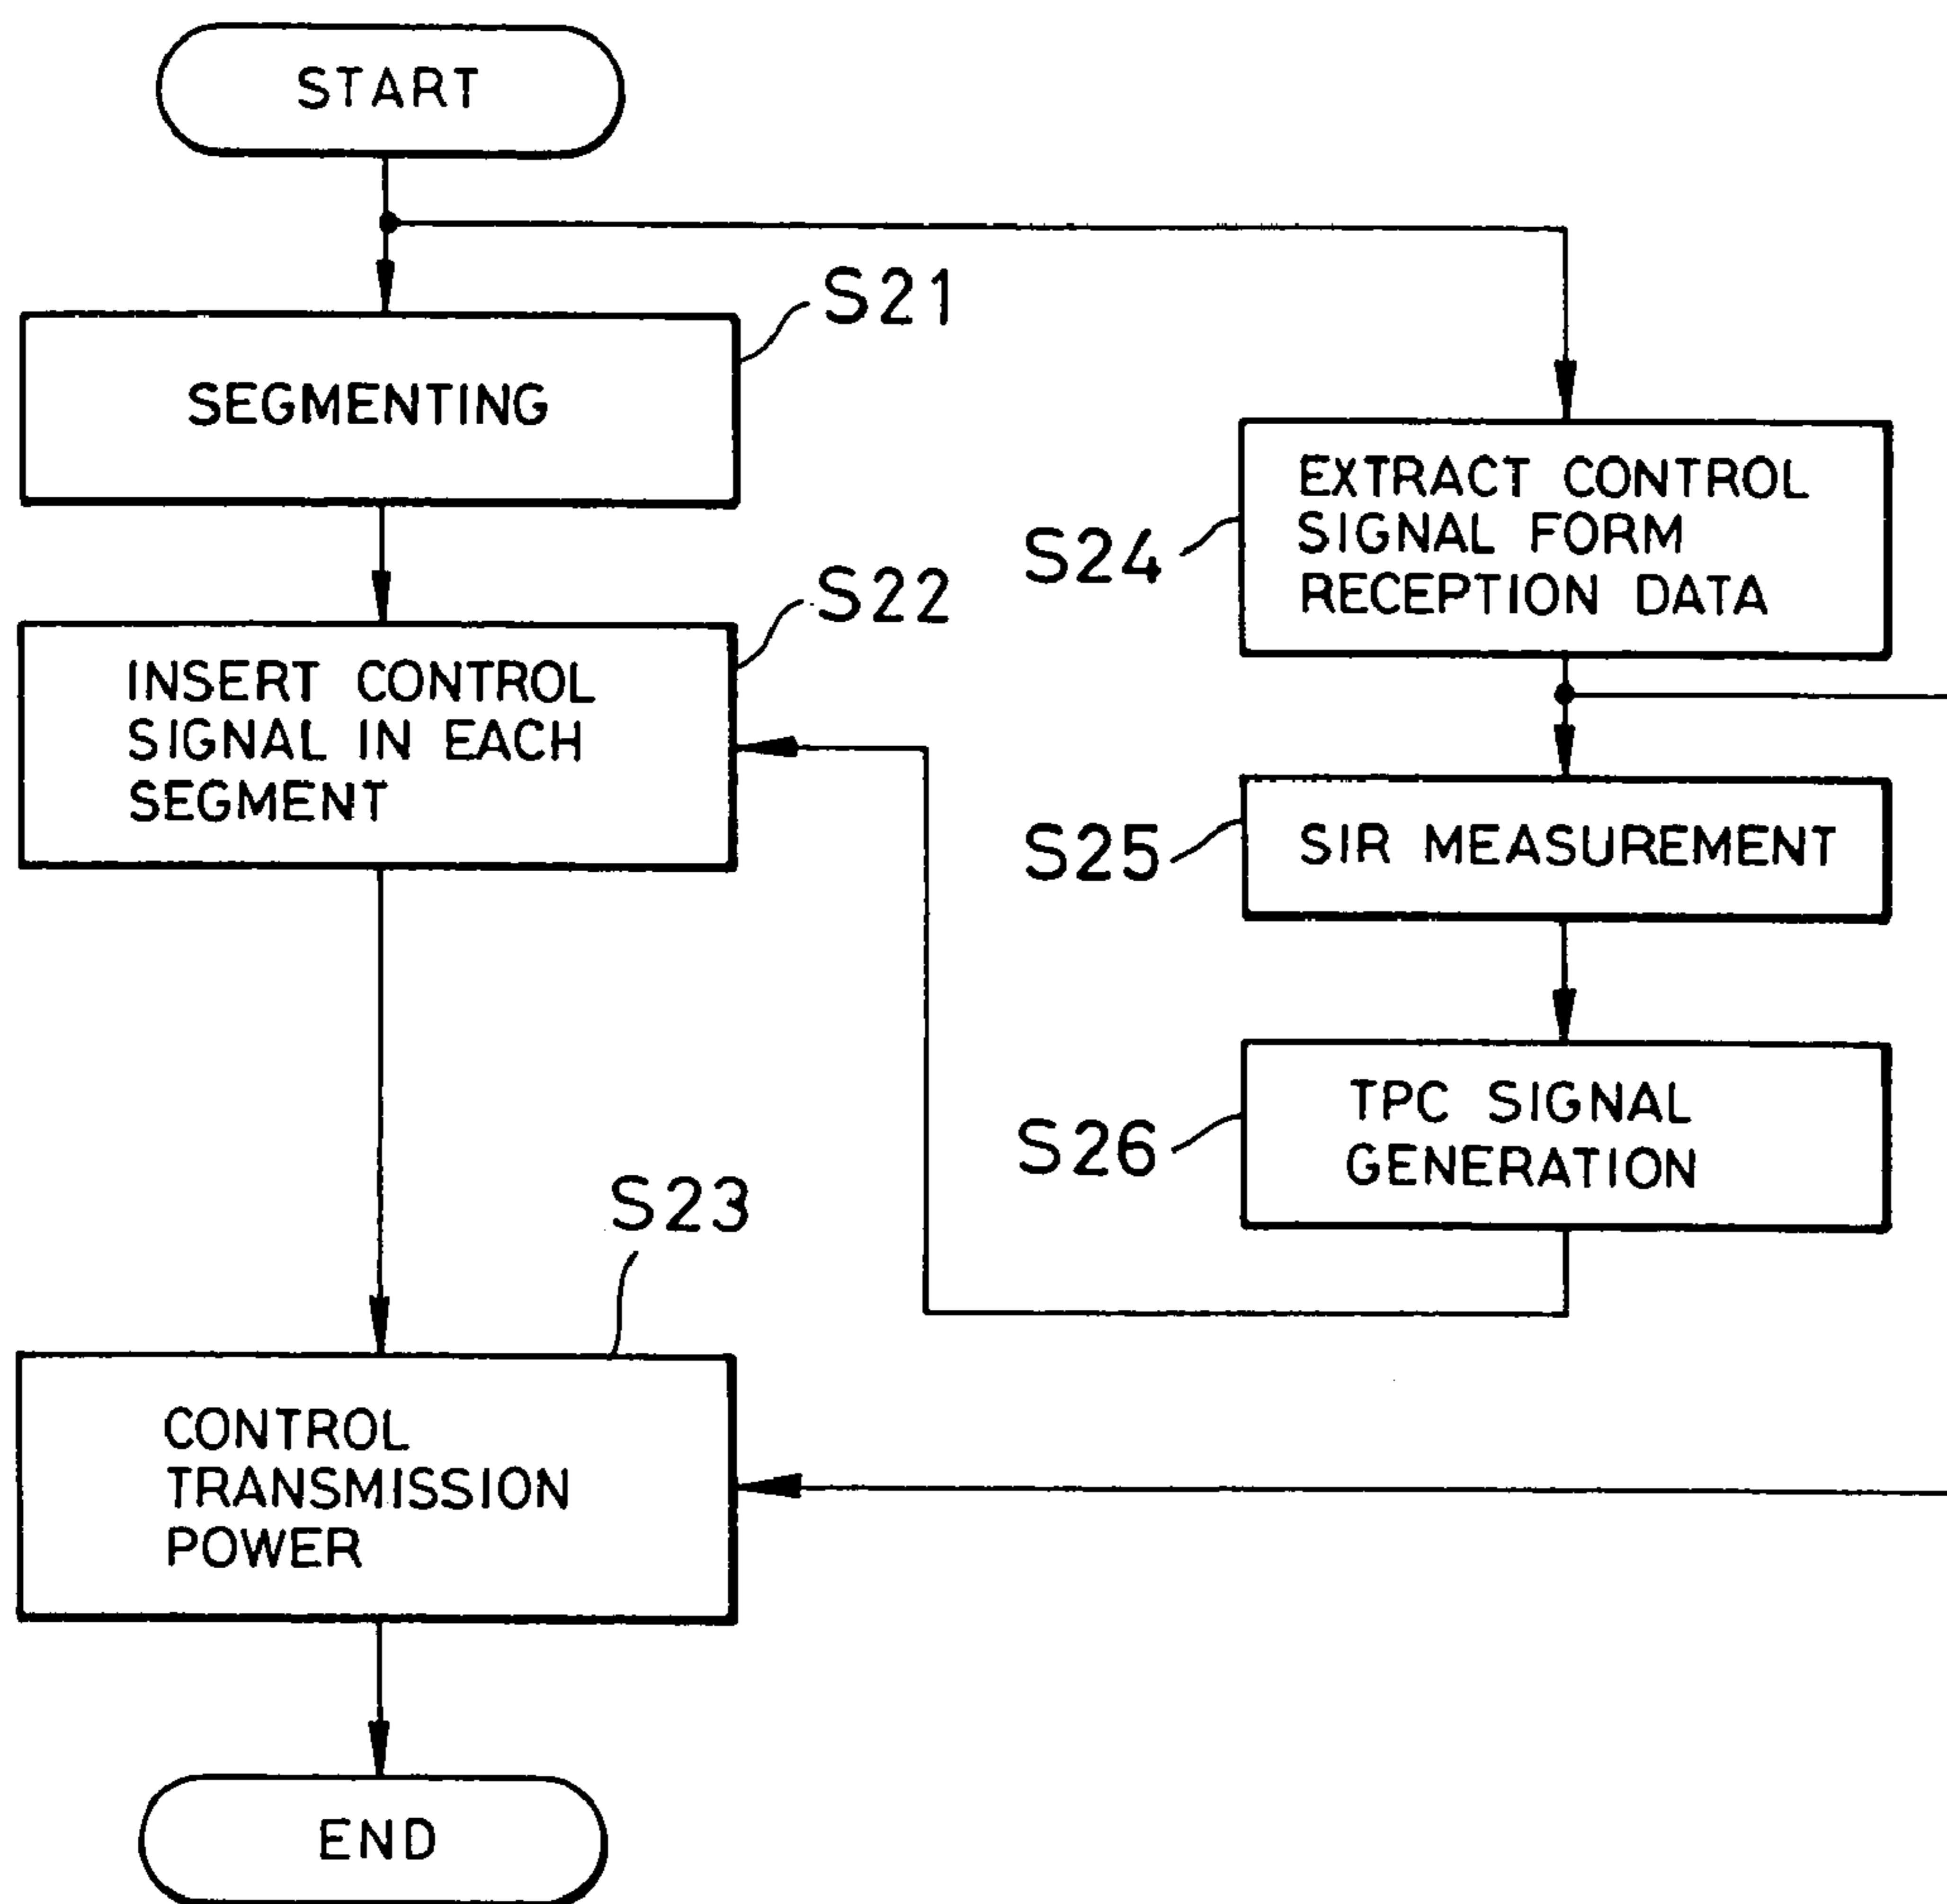 START
S21
SEGMENTING
S22
INSERT CONTROL
SIGNAL IN EACH
SEGMENT
S23
CONTROL
TRANSMISSION
POWER
END
S24
EXTRACT CONTROL
SIGNAL FORM
RECEPTION DATA
S25
SIR MEASUREMENT
S26
TPC SIGNAL
GENERATION